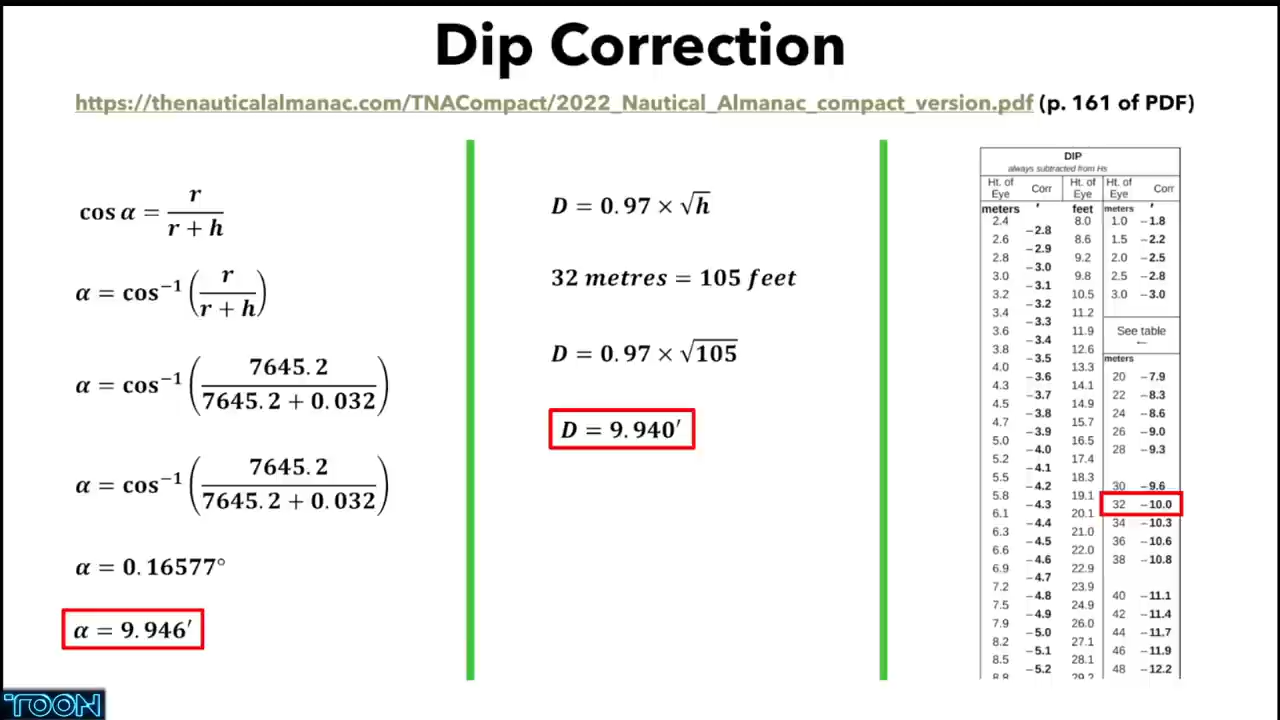 Dip Correction
https://thenauticalalmanac.com/TNACompact/2022_Nautical_Almanac_compact_version.pdf (p. 161 of PDF)
cos α = r / (r + h)
α = cos⁻¹ (r / (r + h))
α = cos⁻¹ (7645.2 / (7645.2 + 0.032))
α = cos⁻¹ (7645.2 / (7645.2 + 0.032))
α = 0.16577°
α = 9.946′
D = 0.97 × √h
32 metres = 105 feet
D = 0.97 × √105
D = 9.940′
DIP
always subtracted from Hs
Ht. of Eye Corr Ht. of Eye Ht. of Eye Corr
meters ′ feet meters ′
2.4 8.0 1.0 –1.8
–2.8
2.6 8.6 1.5 –2.2
–2.9
2.8 9.2 2.0 –2.5
–3.0
3.0 9.8 2.5 –2.8
–3.1
3.2 10.5 3.0 –3.0
–3.2
3.4 11.2
–3.3
3.6 11.9 See table
–3.4 ←
3.8 12.6
–3.5 meters
4.0 13.3
–3.6 20 –7.9
4.3 14.1
–3.7 22 –8.3
4.5 14.9
–3.8 24 –8.6
4.7 15.7
–3.9 26 –9.0
5.0 16.5
–4.0 28 –9.3
5.2 17.4
–4.1
5.5 18.3
–4.2 30 –9.6
5.8 19.1
–4.3 32 –10.0
6.1 20.1
–4.4 34 –10.3
6.3 21.0
–4.5 36 –10.6
6.6 22.0
–4.6 38 –10.8
6.9 22.9
–4.7
7.2 23.9
–4.8 40 –11.1
7.5 24.9
–4.9 42 –11.4
7.9 26.0
–5.0 44 –11.7
8.2 27.1
–5.1 46 –11.9
8.5 28.1
–5.2 48 –12.2
8.8 29.2
TOON